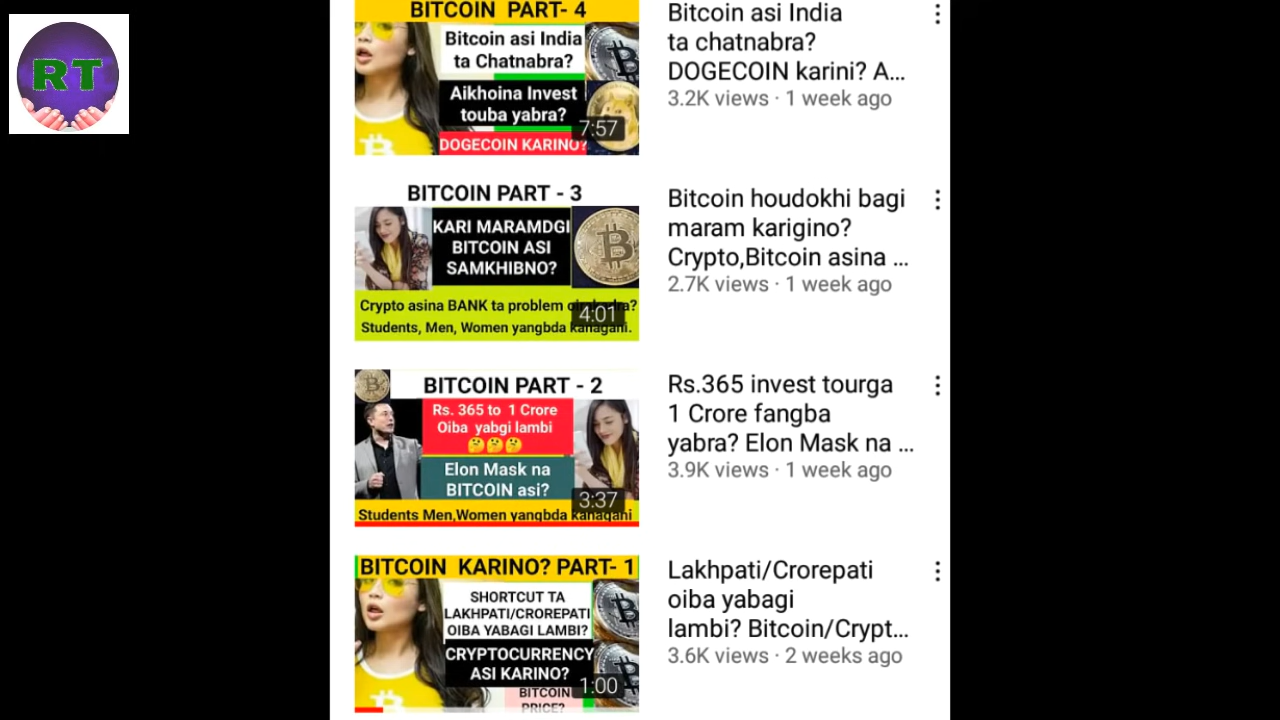 RT
BITCOIN PART- 4
Bitcoin asi India
ta Chatnabra?
Aikhoina Invest
touba yabra?
7:57
DOGECOIN KARINO?
Bitcoin asi India
ta chatnabra?
DOGECOIN karini? A...
3.2K views · 1 week ago
BITCOIN PART - 3
KARI MARAMDGI
BITCOIN ASI
SAMKHIBNO?
Crypto asina BANK ta problem
4:01
Students, Men, Women yangbda kanagani.
Bitcoin houdokhi bagi
maram karigino?
Crypto,Bitcoin asina ...
2.7K views · 1 week ago
BITCOIN PART - 2
Rs. 365 to 1 Crore
Oiba yabgi lambi
🤔🤔🤔
Elon Mask na
BITCOIN asi?
3:37
Students Men,Women yangbda kanagani
Rs.365 invest tourga
1 Crore fangba
yabra? Elon Mask na ...
3.9K views · 1 week ago
BITCOIN KARINO? PART- 1
SHORTCUT TA
LAKHPATI/CROREPATI
OIBA YABAGI LAMBI?
CRYPTOCURRENCY
ASI KARINO?
1:00
BITCOIN
PRICE?
Lakhpati/Crorepati
oiba yabagi
lambi? Bitcoin/Crypt...
3.6K views · 2 weeks ago